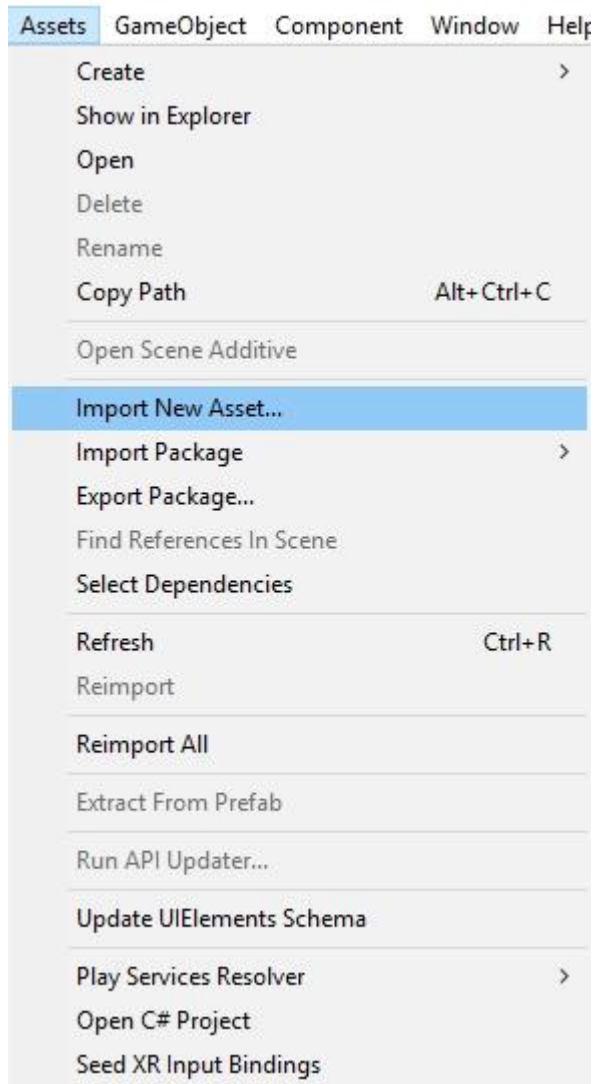 Assets GameObject Component Window Help
Create >
Show in Explorer
Open
Delete
Rename
Copy Path Alt+Ctrl+C
Open Scene Additive
Import New Asset...
Import Package >
Export Package...
Find References In Scene
Select Dependencies
Refresh Ctrl+R
Reimport
Reimport All
Extract From Prefab
Run API Updater...
Update UIElements Schema
Play Services Resolver >
Open C# Project
Seed XR Input Bindings